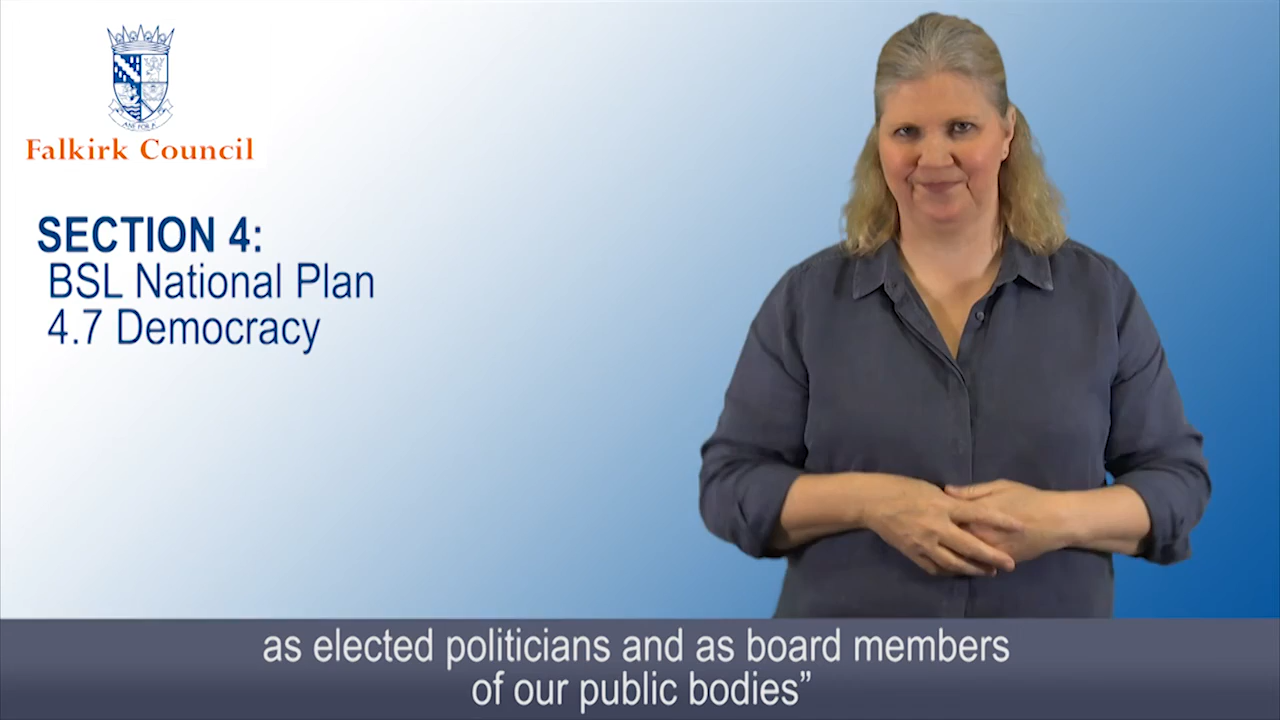 Falkirk Council
SECTION 4:
BSL National Plan
4.7 Democracy
as elected politicians and as board members
of our public bodies”